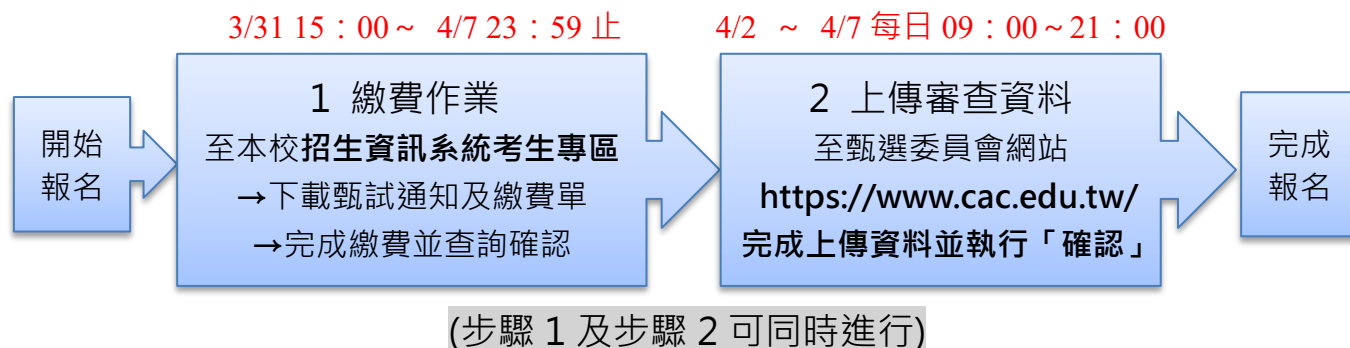 3/31 15：00～ 4/7 23：59 止
4/2 ～ 4/7 每日 09：00～21：00
開始
報名
1 繳費作業
至本校招生資訊系統考生專區
→下載甄試通知及繳費單
→完成繳費並查詢確認
2 上傳審查資料
至甄選委員會網站
https://www.cac.edu.tw/
完成上傳資料並執行「確認」
完成
報名
(步驟 1 及步驟 2 可同時進行)